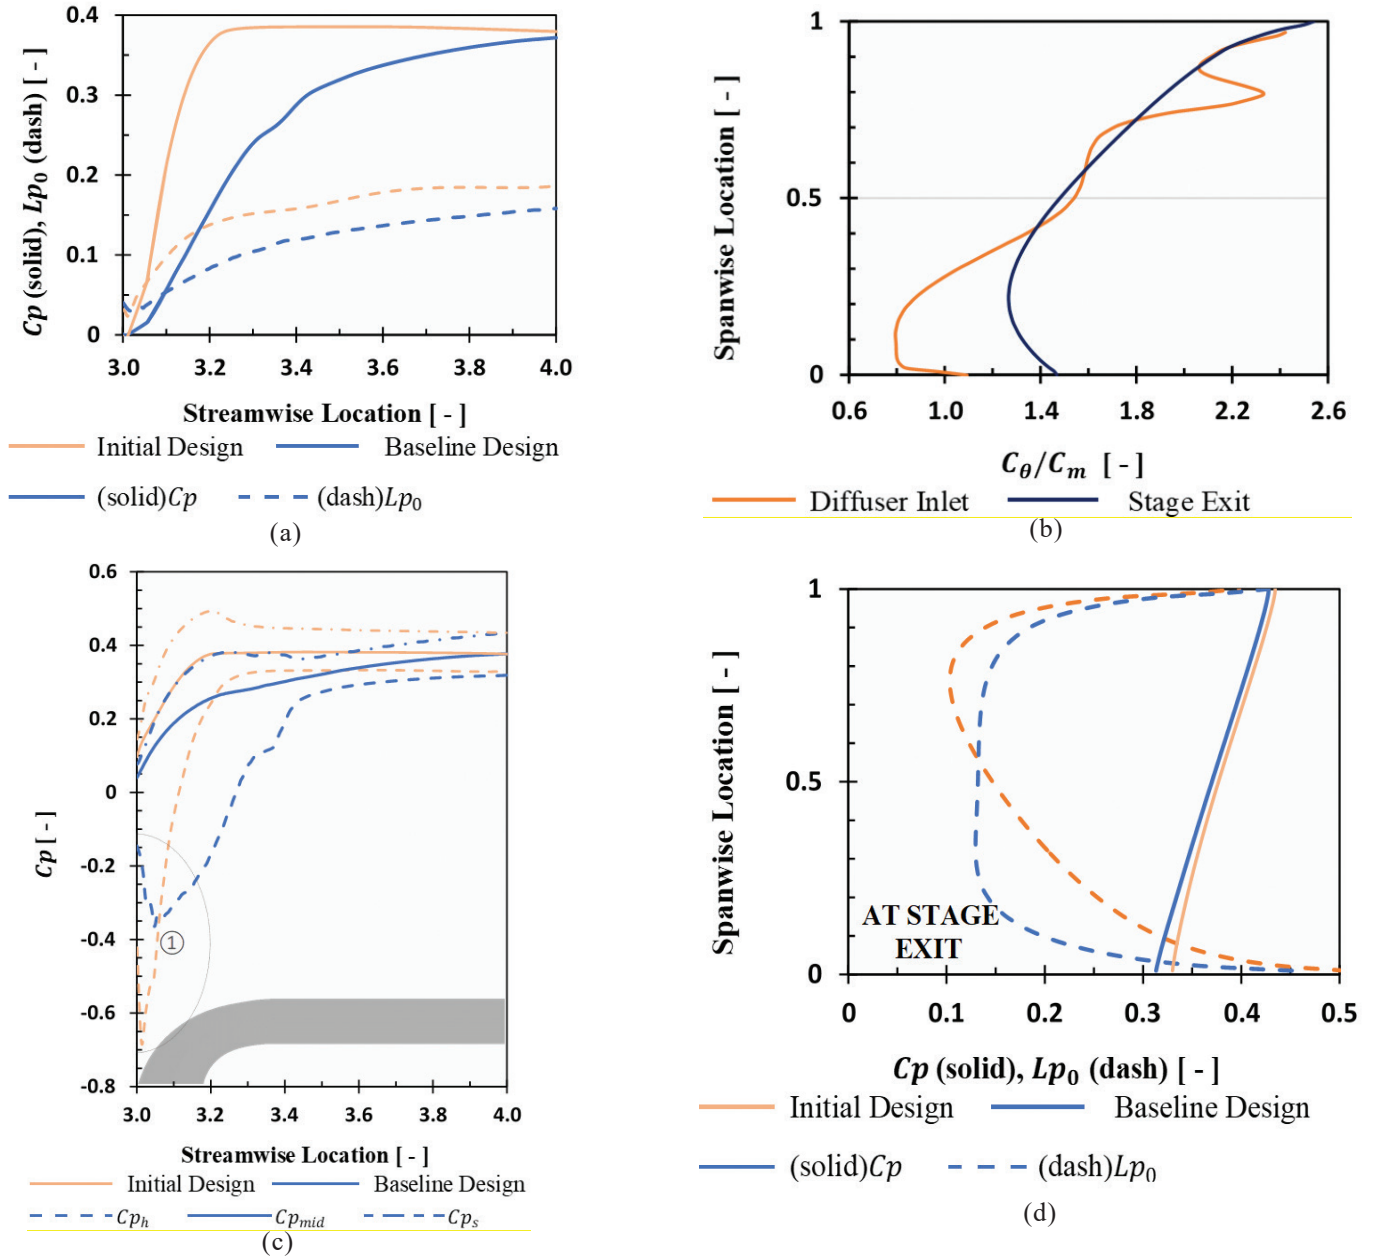 0.4
0.3
0.2
0.1
0
3.0 3.2 3.4 3.6 3.8 4.0
Cp (solid), Lp₀ (dash) [ - ]
Streamwise Location [ - ]
Initial Design Baseline Design
(solid)Cp (dash)Lp₀
(a)
1
0.5
0
0.6 1.0 1.4 1.8 2.2 2.6
Spanwise Location [ - ]
C_θ/C_m [ - ]
Diffuser Inlet Stage Exit
(b)
0.6
0.4
0.2
0
-0.2
-0.4
-0.6
-0.8
3.0 3.2 3.4 3.6 3.8 4.0
Cp [ - ]
①
Streamwise Location [ - ]
Initial Design Baseline Design
Cp_h Cp_mid Cp_s
(c)
1
0.5
0
0 0.1 0.2 0.3 0.4 0.5
Spanwise Location [ - ]
AT STAGE
EXIT
Cp (solid), Lp₀ (dash) [ - ]
Initial Design Baseline Design
(solid)Cp (dash)Lp₀
(d)